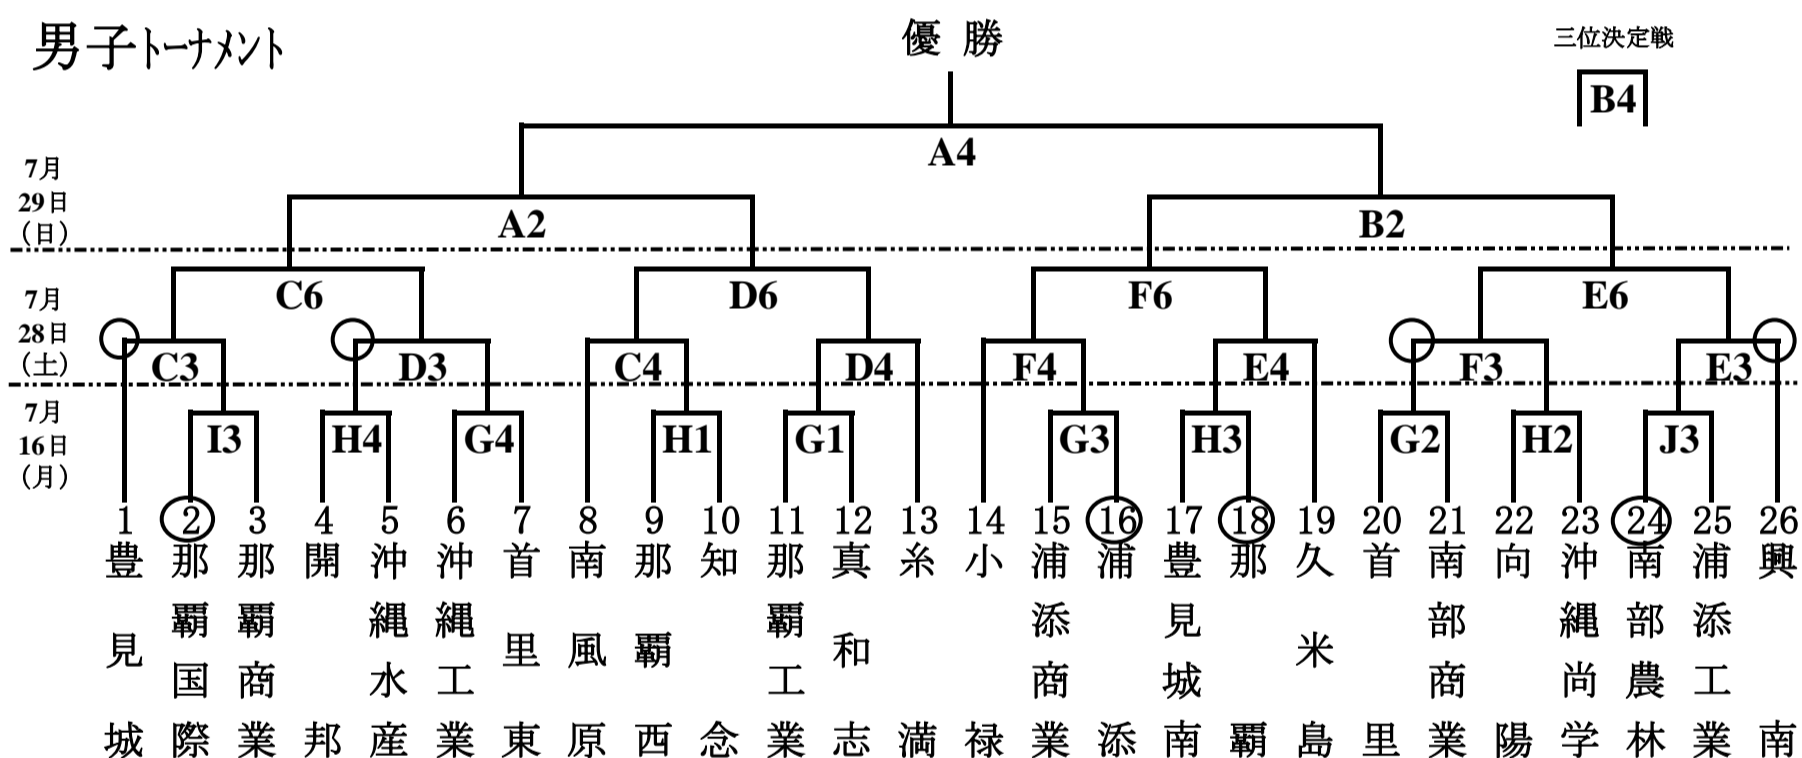 男子トーナメント
優勝
三位決定戦
B4
A4
7月
29日
（日）
A2 B2
C6 D6 F6 E6
7月
28日
（土）
C3 D3 C4 D4 F4 E4 F3 E3
7月
16日
（月）
I3 H4 G4 H1 G1 G3 H3 G2 H2 J3
1 2 3 4 5 6 7 8 9 10 11 12 13 14 15 16 17 18 19 20 21 22 23 24 25 26
豊見城
那覇国際
那覇商業
開邦
沖縄水産
沖縄工業
首里東
南風原
那覇西
知念
那覇工業
真和志
糸満
小禄
浦添商業
浦添
豊見城南
那覇
久米島
首里
南部商業
向陽
沖縄尚学
南部農林
浦添工業
興南